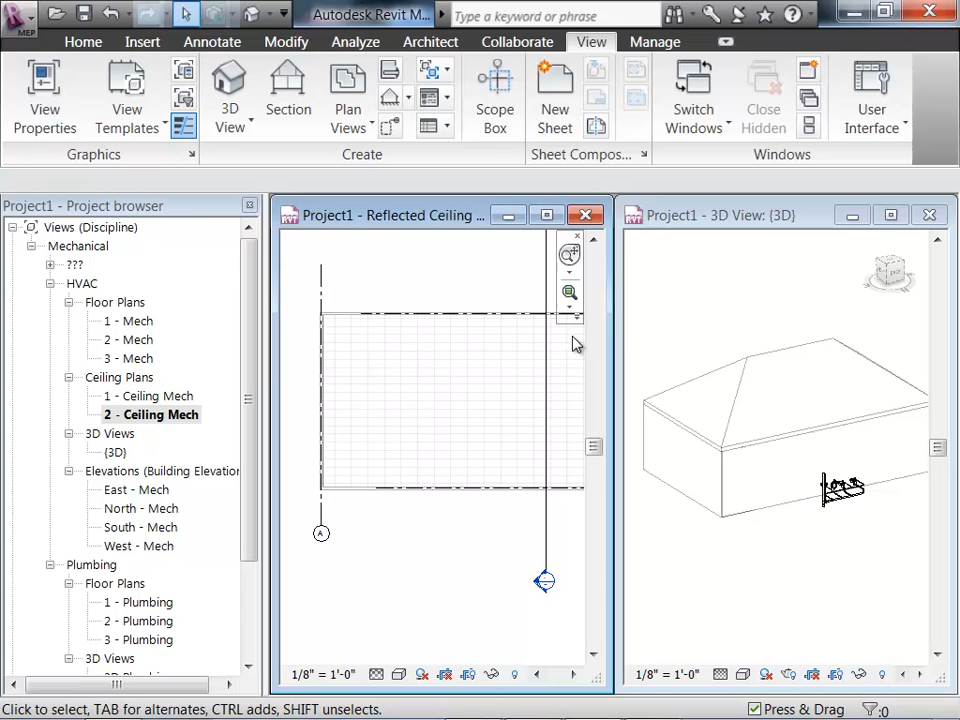 Autodesk Revit M...
Type a keyword or phrase
MEP
Home
Insert
Annotate
Modify
Analyze
Architect
Collaborate
View
Manage
View
Properties
View
Templates
3D
View
Section
Plan
Views
Scope
Box
New
Sheet
Switch
Windows
Close
Hidden
User
Interface
Graphics
Create
Sheet Compos...
Windows
Project1 - Project browser
Views (Discipline)
Mechanical
???
HVAC
Floor Plans
1 - Mech
2 - Mech
3 - Mech
Ceiling Plans
1 - Ceiling Mech
2 - Ceiling Mech
3D Views
{3D}
Elevations (Building Elevation
East - Mech
North - Mech
South - Mech
West - Mech
Plumbing
Floor Plans
1 - Plumbing
2 - Plumbing
3 - Plumbing
3D Views
Project1 - Reflected Ceiling ...
A
1/8" = 1'-0"
Project1 - 3D View: {3D}
1/8" = 1'-0"
Click to select, TAB for alternates, CTRL adds, SHIFT unselects.
Press & Drag
:0